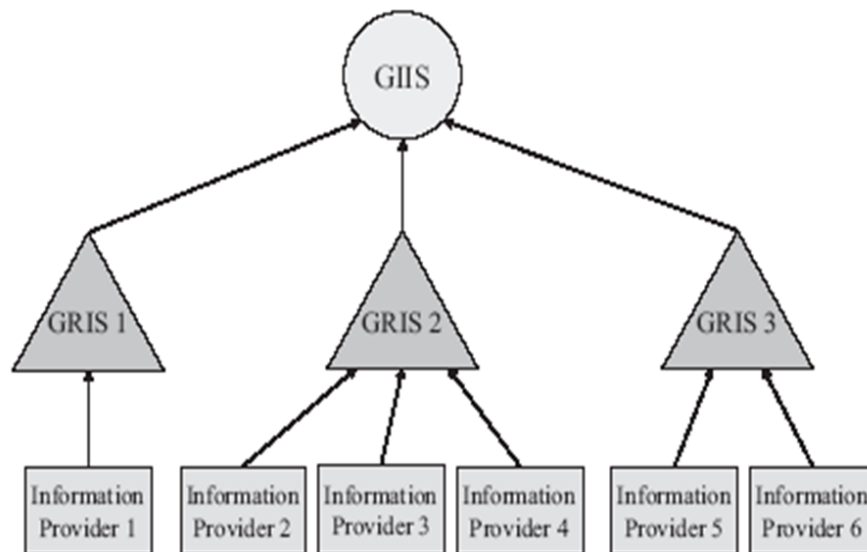 GIIS
GRIS 1
GRIS 2
GRIS 3
Information
Provider 1
Information
Provider 2
Information
Provider 3
Information
Provider 4
Information
Provider 5
Information
Provider 6